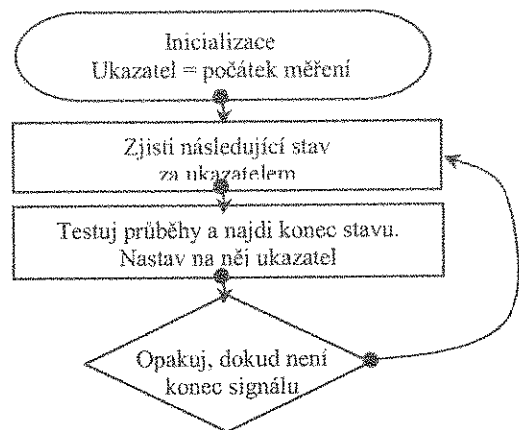 Inicializace
Ukazatel = počátek měření
Zjisti následující stav
za ukazatelem
Testuj průběhy a najdi konec stavu.
Nastav na něj ukazatel
Opakuj, dokud není
konec signálu